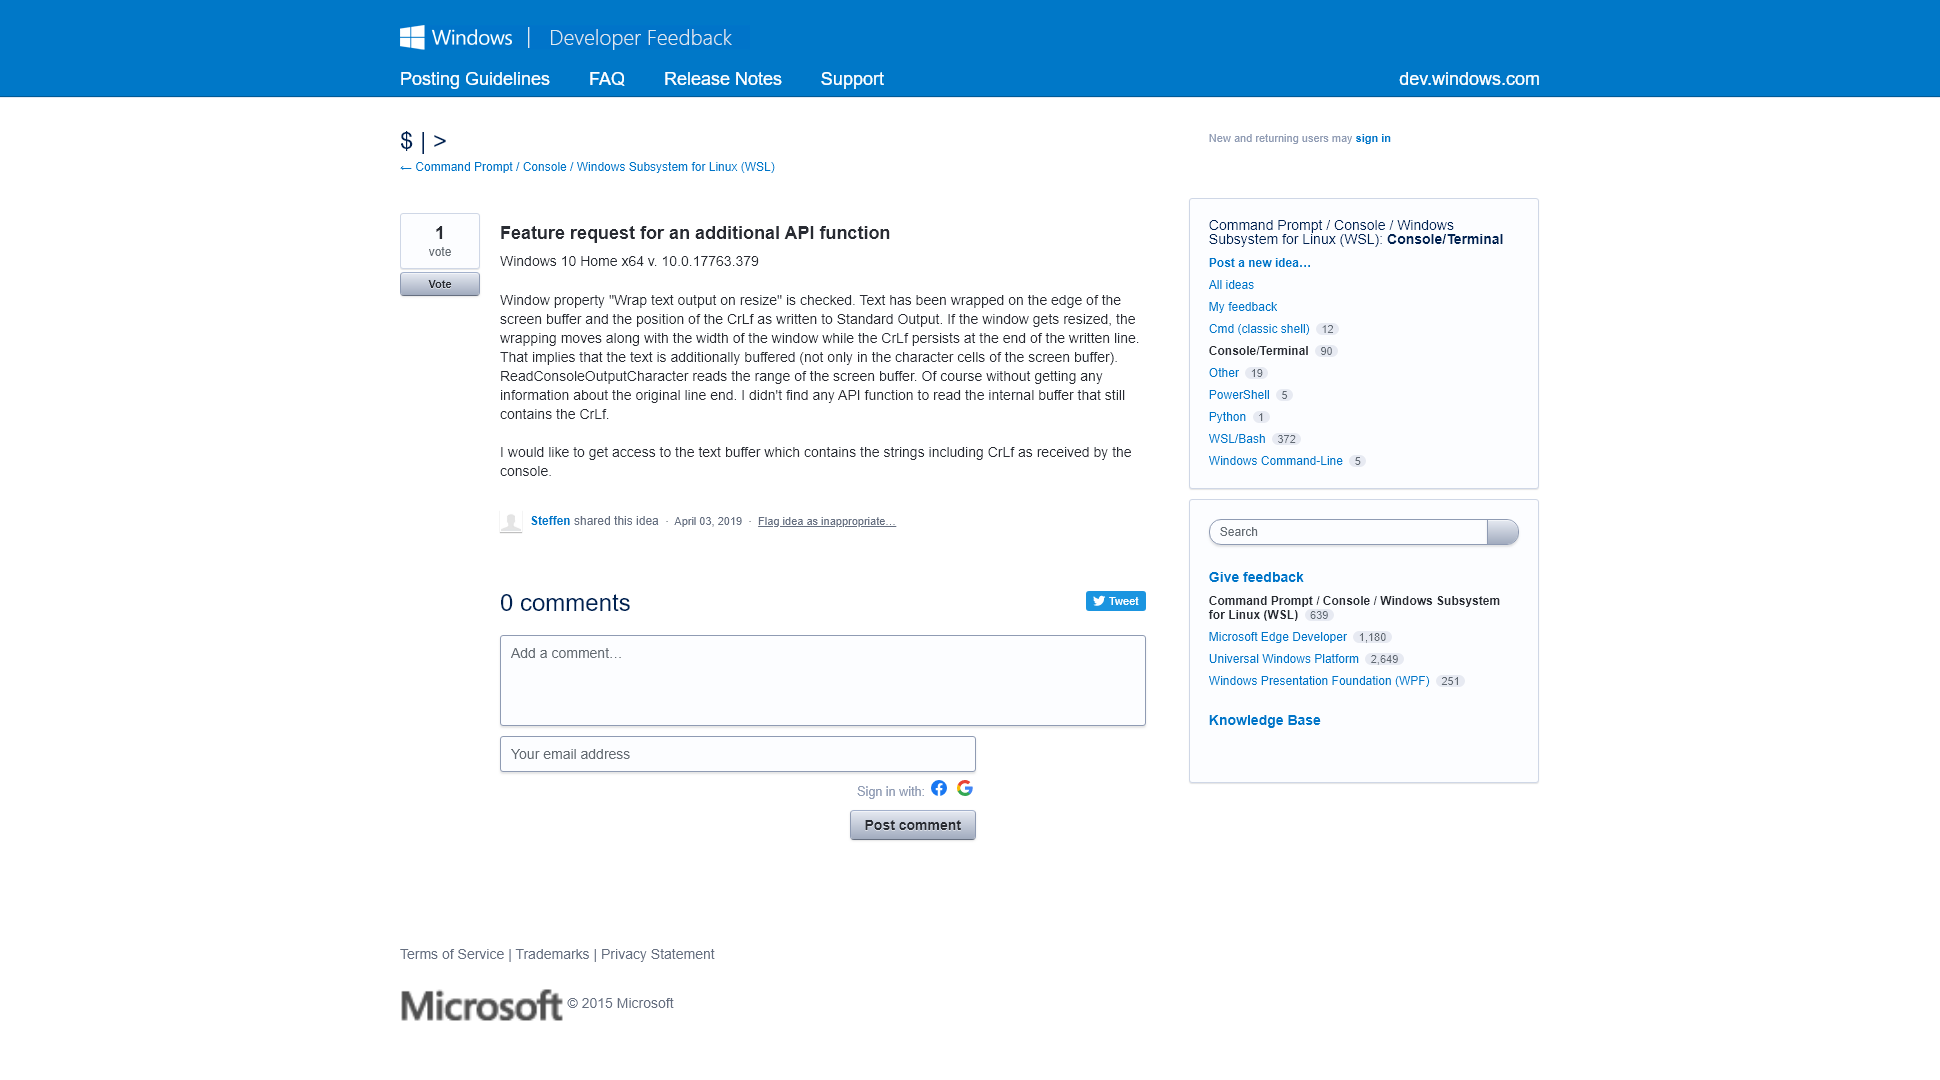 Windows | Developer Feedback
Posting Guidelines FAQ Release Notes Support dev.windows.com
$ | >
← Command Prompt / Console / Windows Subsystem for Linux (WSL)
New and returning users may sign in
1
vote
Vote
Feature request for an additional API function
Windows 10 Home x64 v. 10.0.17763.379
Window property "Wrap text output on resize" is checked. Text has been wrapped on the edge of the
screen buffer and the position of the CrLf as written to Standard Output. If the window gets resized, the
wrapping moves along with the width of the window while the CrLf persists at the end of the written line.
That implies that the text is additionally buffered (not only in the character cells of the screen buffer).
ReadConsoleOutputCharacter reads the range of the screen buffer. Of course without getting any
information about the original line end. I didn't find any API function to read the internal buffer that still
contains the CrLf.
I would like to get access to the text buffer which contains the strings including CrLf as received by the
console.
Steffen shared this idea · April 03, 2019 · Flag idea as inappropriate…
0 comments
Tweet
Add a comment…
Your email address
Sign in with:
Post comment
Command Prompt / Console / Windows
Subsystem for Linux (WSL): Console/Terminal
Post a new idea…
All ideas
My feedback
Cmd (classic shell) 12
Console/Terminal 90
Other 19
PowerShell 5
Python 1
WSL/Bash 372
Windows Command-Line 5
Search
Give feedback
Command Prompt / Console / Windows Subsystem
for Linux (WSL) 639
Microsoft Edge Developer 1,180
Universal Windows Platform 2,649
Windows Presentation Foundation (WPF) 251
Knowledge Base
Terms of Service | Trademarks | Privacy Statement
Microsoft © 2015 Microsoft